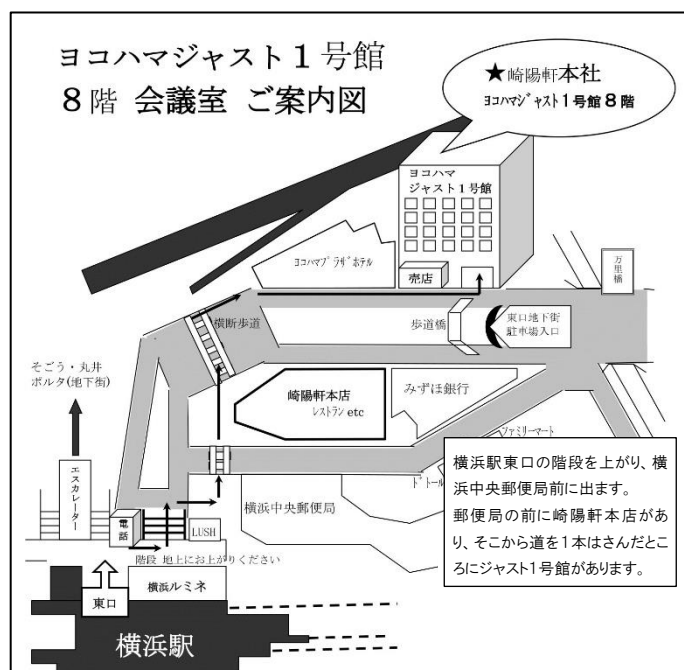 ヨコハマジャスト1号館
8階 会議室 ご案内図
★崎陽軒本社
ヨコハマジャスト1号館8階
ヨコハマ
ジャスト1号館
売店
ヨコハマプラザホテル
万里橋
横断歩道
歩道橋
東口地下街
駐車場入口
そごう・丸井
ポルタ(地下街)
崎陽軒本店
レストラン etc
みずほ銀行
ファミリーマート
ドトール
エスカレーター
横浜中央郵便局
電話
LUSH
階段 地上にお上がりください
横浜ルミネ
東口
横浜駅
横浜駅東口の階段を上がり、横
浜中央郵便局前に出ます。
郵便局の前に崎陽軒本店があ
り、そこから道を1本はさんだとこ
ろにジャスト1号館があります。